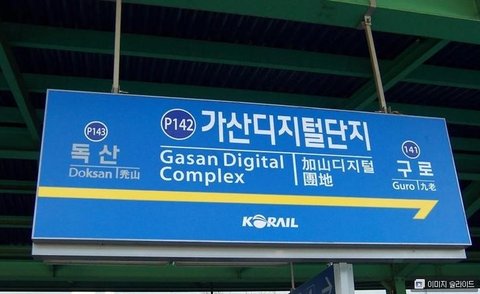 P142 가산디지털단지
Gasan Digital
Complex
加山디지털
團地
P143
독산
Doksan 禿山
141
구로
Guro 九老
KORAIL
이미지 슬라이드